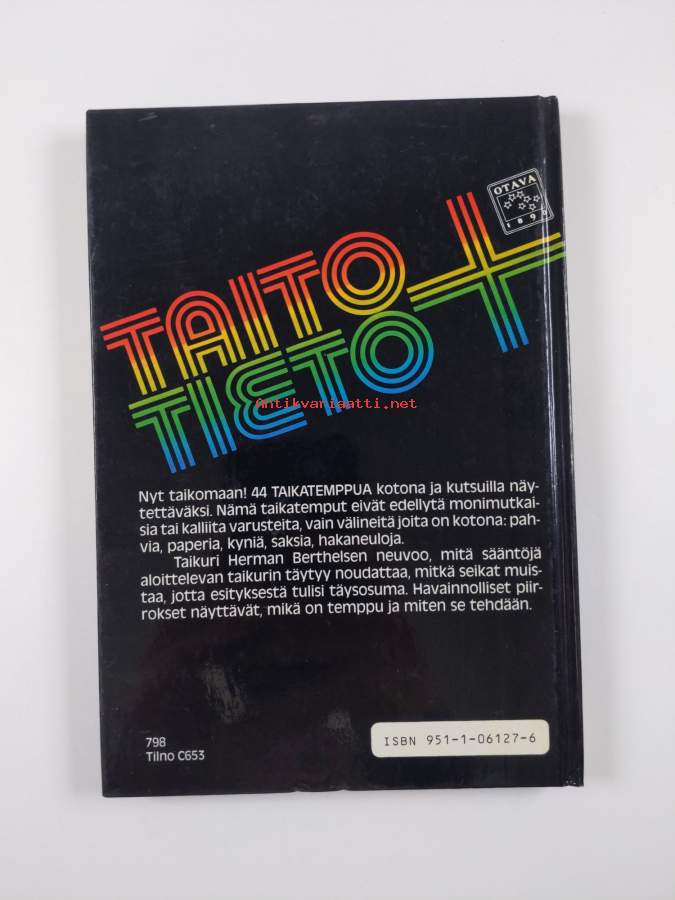 OTAVA
1890
TAITO
TIETO
+
Antikvariaatti.net
Nyt taikomaan! 44 TAIKATEMPPUA kotona ja kutsuilla näy-
tettäväksi. Nämä taikatemput eivät edellytä monimutkai-
sia tai kalliita varusteita, vain välineitä joita on kotona: pah-
via, paperia, kyniä, saksia, hakaneuloja.
Taikuri Herman Berthelsen neuvoo, mitä sääntöjä
aloittelevan taikurin täytyy noudattaa, mitkä seikat muis-
taa, jotta esityksestä tulisi täysosuma. Havainnolliset piir-
rokset näyttävät, mikä on temppu ja miten se tehdään.
798
Tilno C653
ISBN 951-1-06127-6